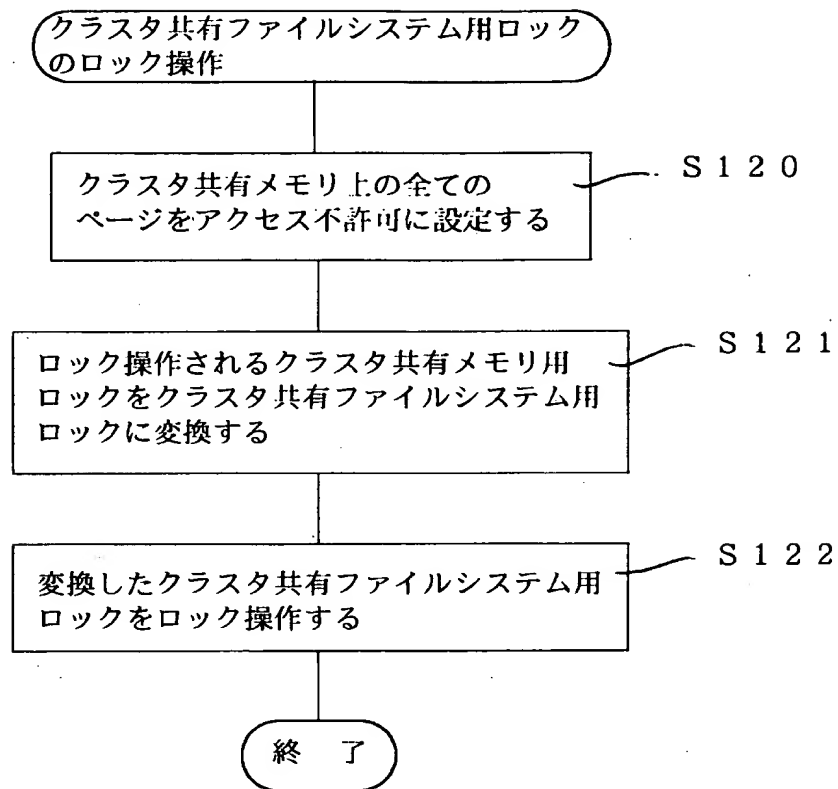 クラスタ共有ファイルシステム用ロック
のロック操作
S120
クラスタ共有メモリ上の全ての
ページをアクセス不許可に設定する
S121
ロック操作されるクラスタ共有メモリ用
ロックをクラスタ共有ファイルシステム用
ロックに変換する
S122
変換したクラスタ共有ファイルシステム用
ロックをロック操作する
終 了